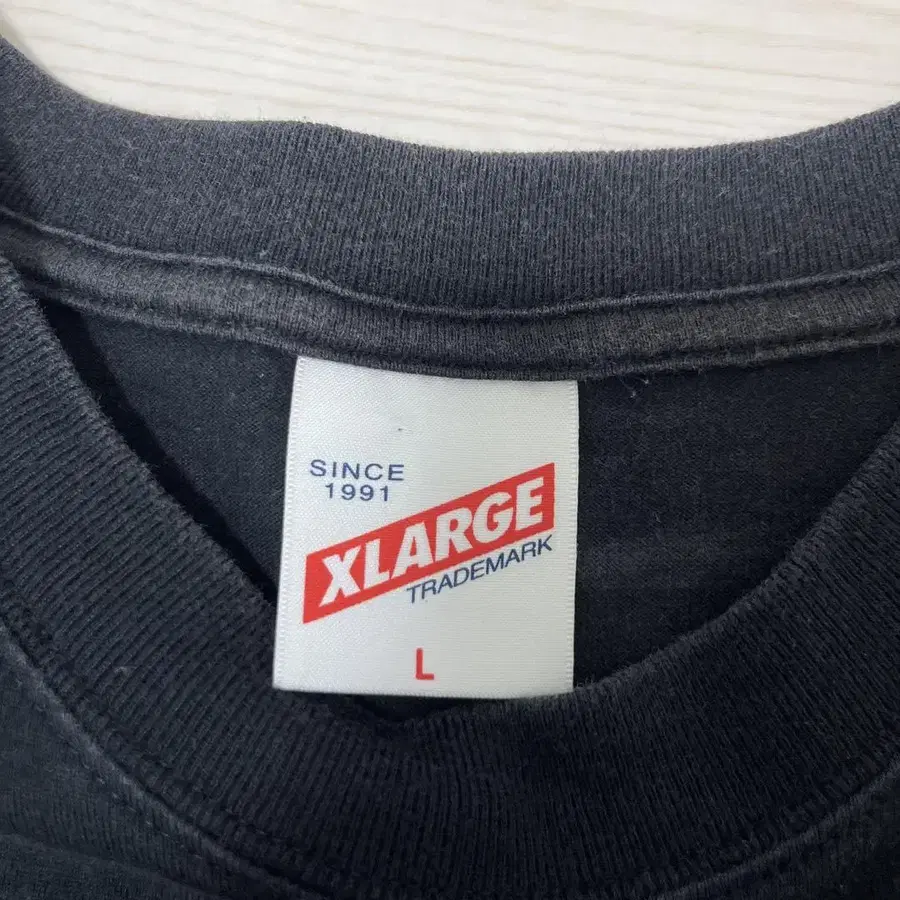 SINCE
1991
XLARGE
TRADEMARK
L